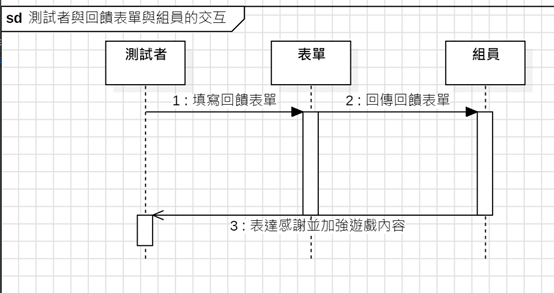 sd 測試者與回饋表單與組員的交互
測試者
表單
組員
1 : 填寫回饋表單
2 : 回傳回饋表單
3 : 表達感謝並加強遊戲內容